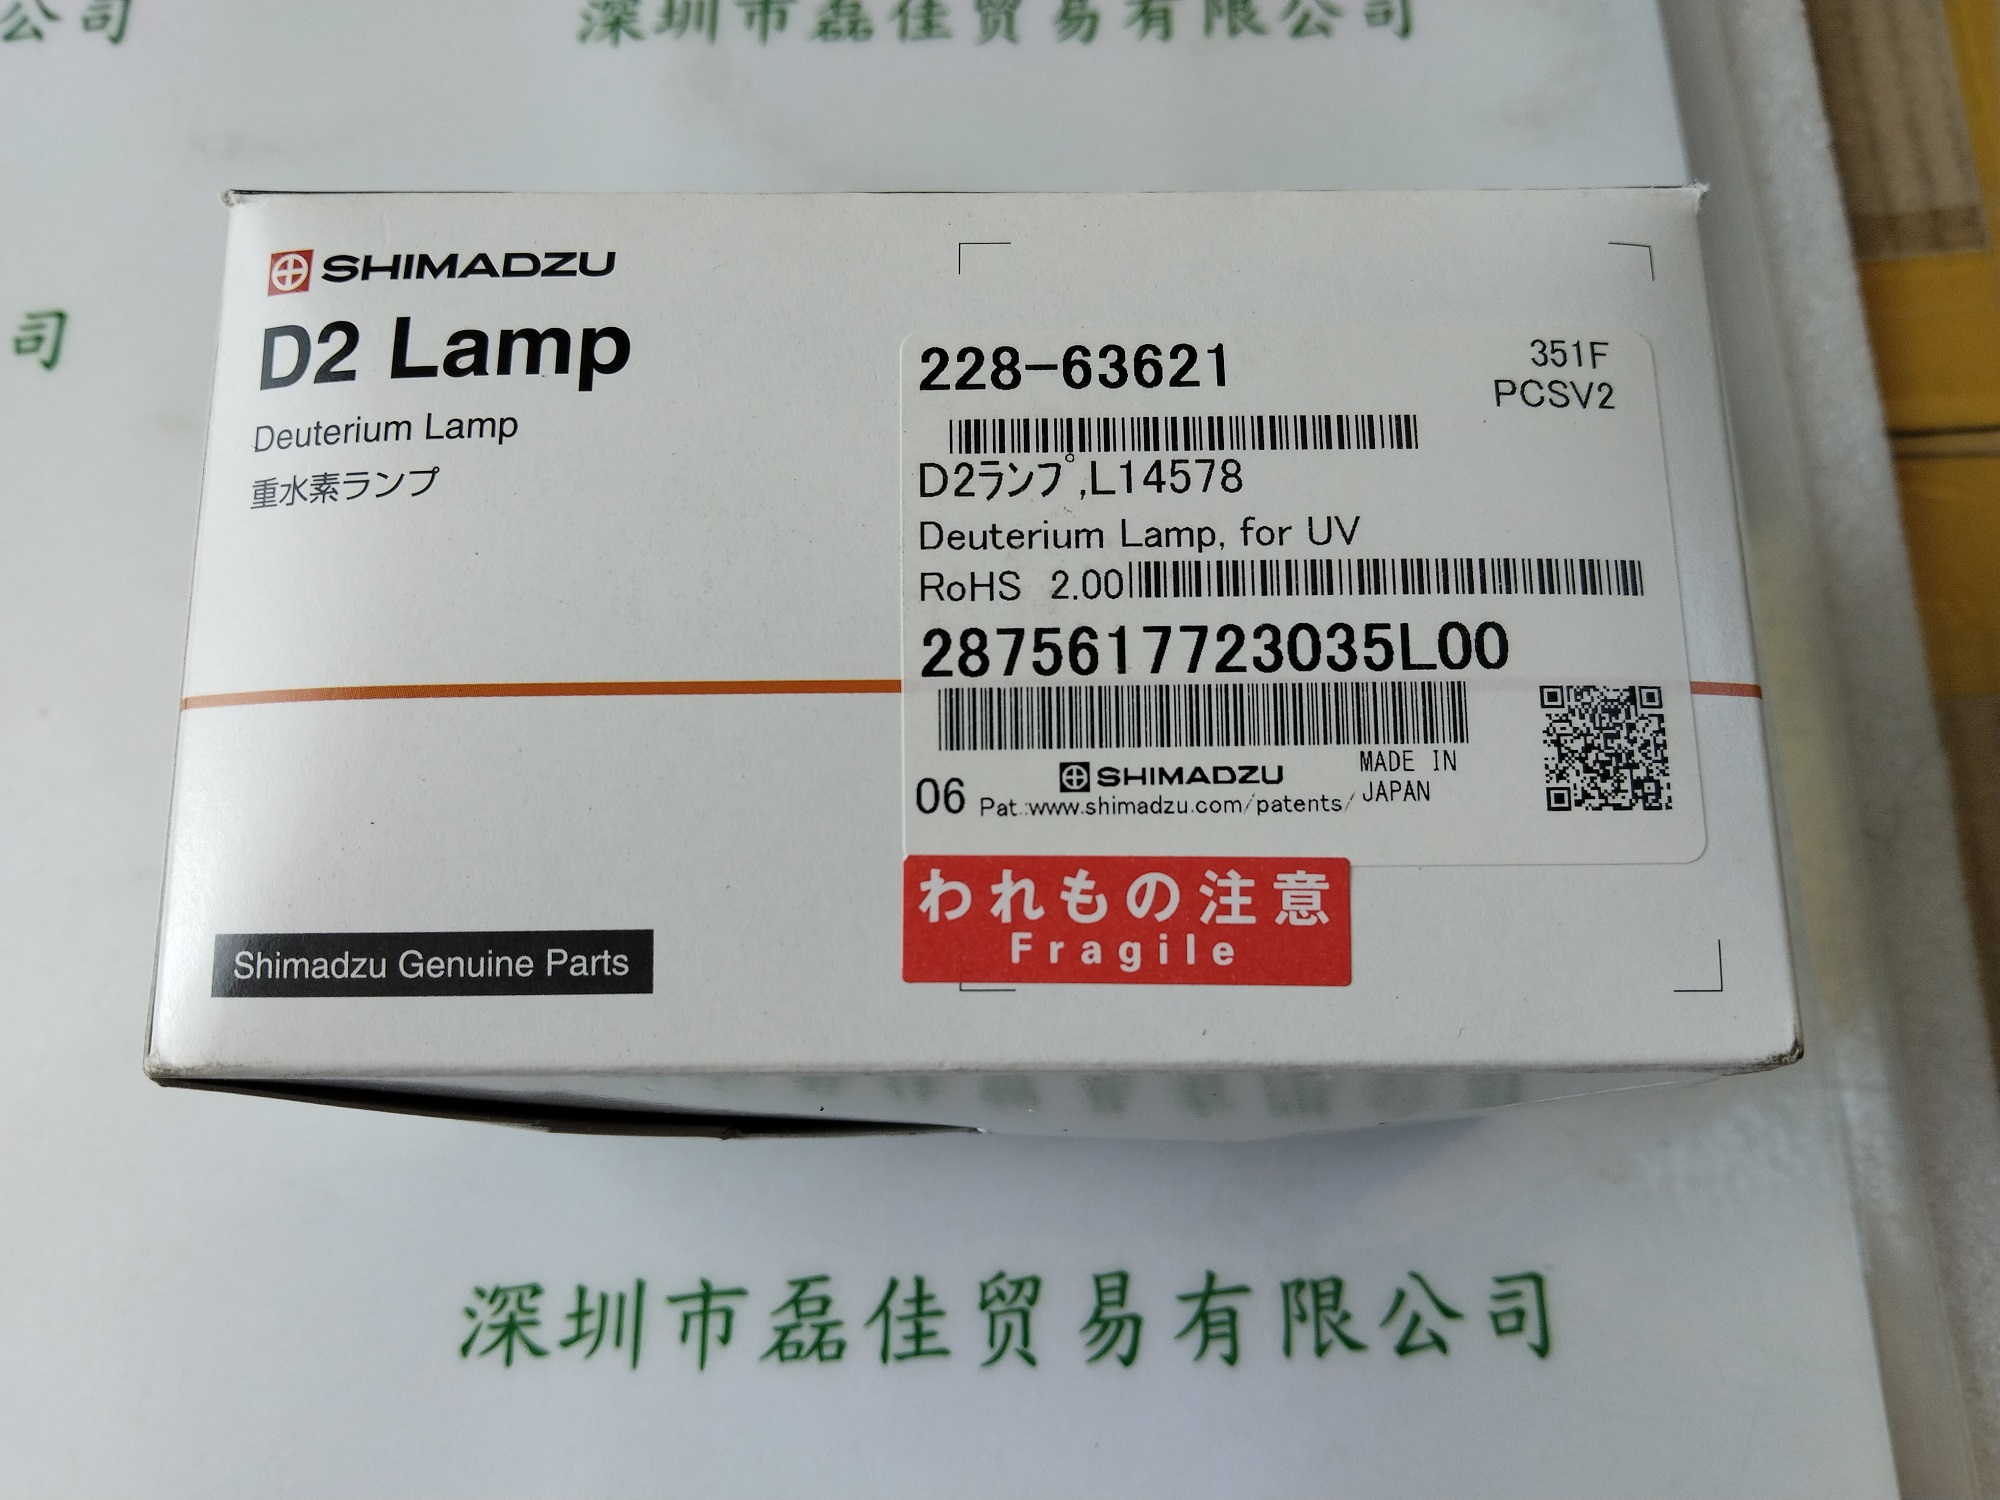 公司
深圳市磊佳贸易有限公司
司
SHIMADZU
D2 Lamp
Deuterium Lamp
重水素ランプ
Shimadzu Genuine Parts
228-63621
351F
PCSV2
D2ランプ,L14578
Deuterium Lamp, for UV
RoHS 2.00
2875617723035L00
06
SHIMADZU
Pat.:www.shimadzu.com/patents/
MADE IN
JAPAN
われもの注意
Fragile
深圳市磊佳贸易有限公司